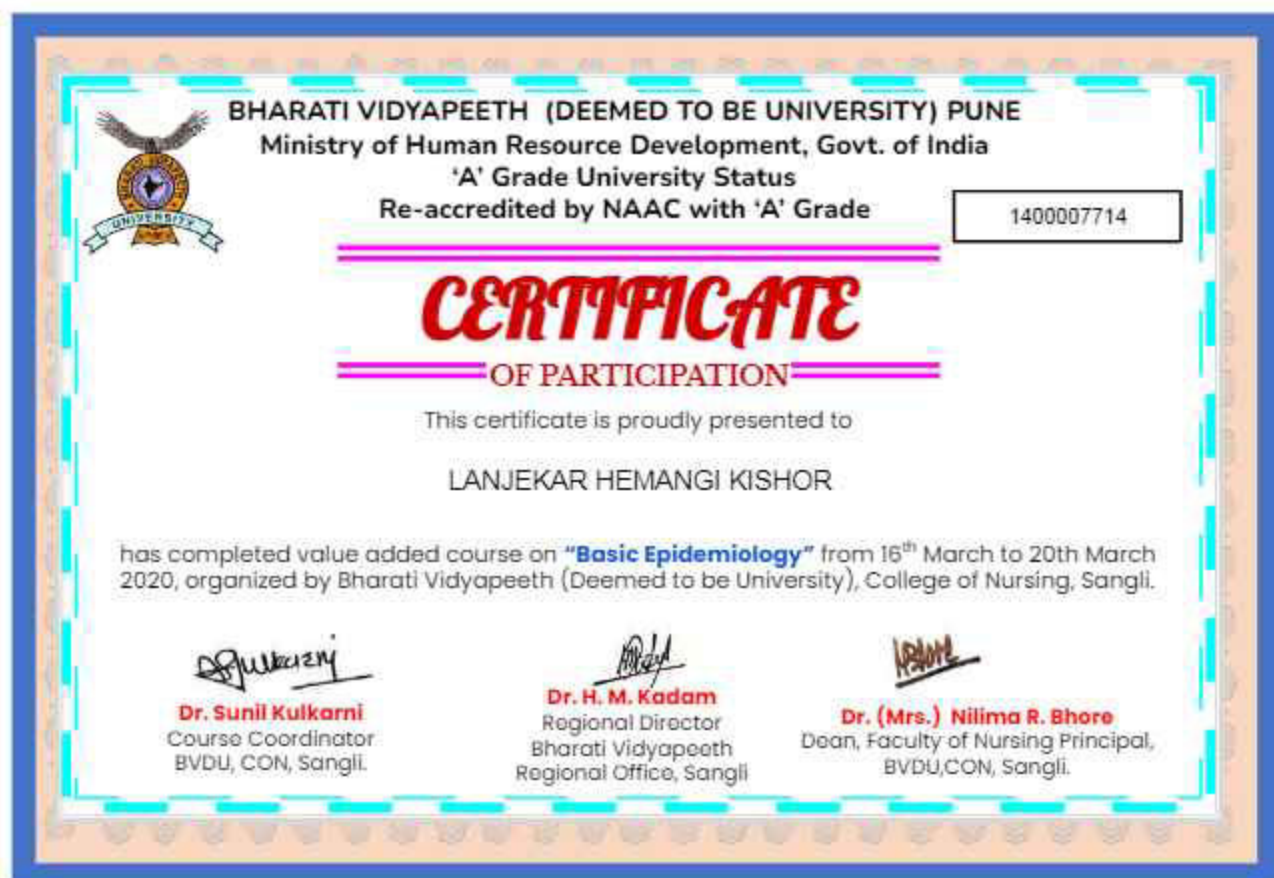 BHARATI VIDYAPEETH (DEEMED TO BE UNIVERSITY) PUNE
Ministry of Human Resource Development, Govt. of India
‘A’ Grade University Status
Re-accredited by NAAC with ‘A’ Grade
1400007714
UNIVERSITY
CERTIFICATE
OF PARTICIPATION
This certificate is proudly presented to
LANJEKAR HEMANGI KISHOR
has completed value added course on “Basic Epidemiology” from 16th March to 20th March
2020, organized by Bharati Vidyapeeth (Deemed to be University), College of Nursing, Sangli.
Dr. Sunil Kulkarni
Course Coordinator
BVDU, CON, Sangli.
Dr. H. M. Kadam
Regional Director
Bharati Vidyapeeth
Regional Office, Sangli
Dr. (Mrs.) Nilima R. Bhore
Dean, Faculty of Nursing Principal,
BVDU,CON, Sangli.